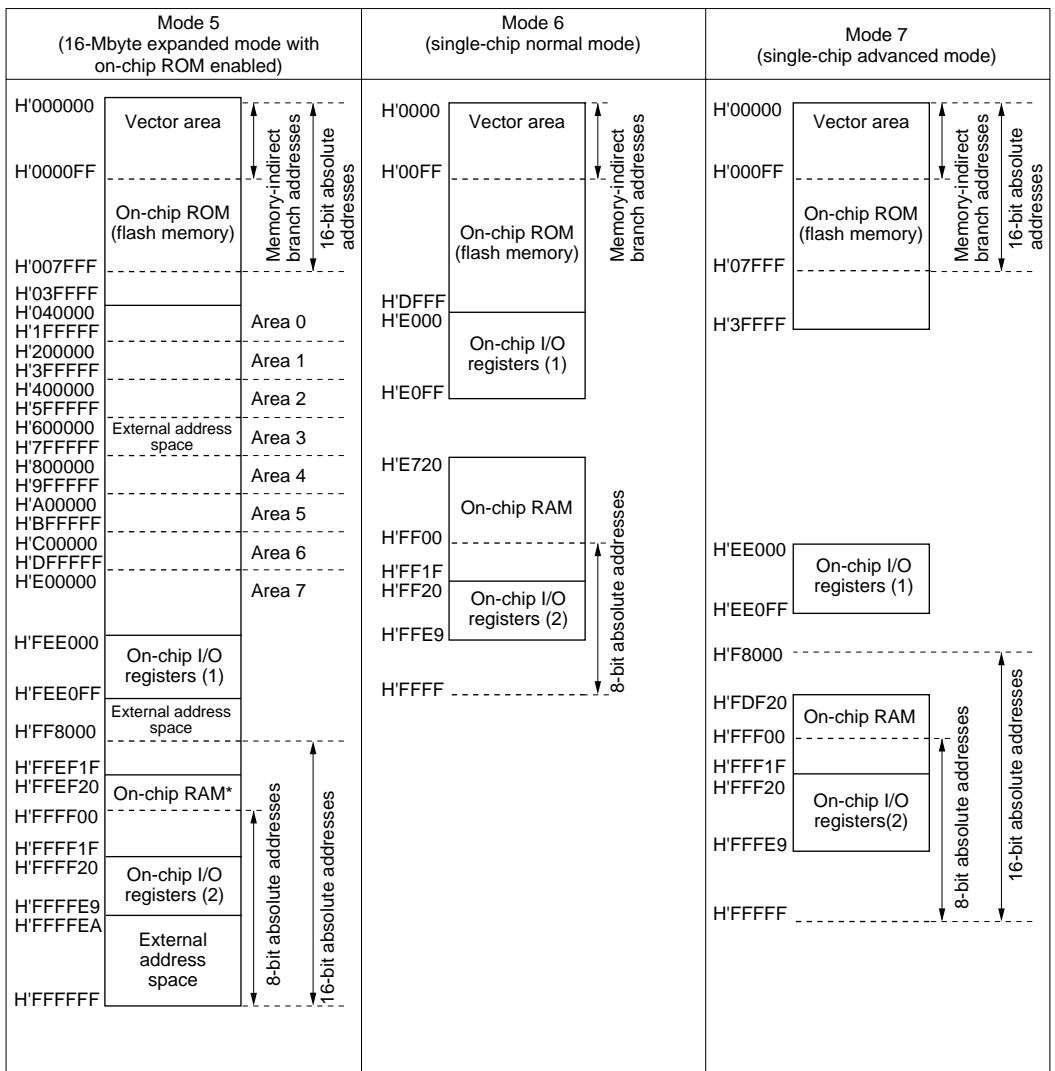 Mode 5
(16-Mbyte expanded mode with
on-chip ROM enabled)
H'000000
Vector area
H'0000FF
On-chip ROM
(flash memory)
H'007FFF
H'03FFFF
H'040000
Area 0
H'1FFFFF
H'200000
Area 1
H'3FFFFF
H'400000
Area 2
H'5FFFFF
H'600000
External address
space
Area 3
H'7FFFFF
H'800000
Area 4
H'9FFFFF
H'A00000
Area 5
H'BFFFFF
H'C00000
Area 6
H'DFFFFF
H'E00000
Area 7
H'FEE000
On-chip I/O
registers (1)
H'FEE0FF
External address
space
H'FF8000
H'FFEF1F
H'FFEF20
On-chip RAM*
H'FFFF00
H'FFFF1F
H'FFFF20
On-chip I/O
registers (2)
H'FFFFE9
H'FFFFEA
External
address
space
H'FFFFFF
Memory-indirect
branch addresses
16-bit absolute
addresses
8-bit absolute addresses
16-bit absolute addresses
Mode 6
(single-chip normal mode)
H'0000
Vector area
H'00FF
On-chip ROM
(flash memory)
H'DFFF
H'E000
On-chip I/O
registers (1)
H'E0FF
H'E720
On-chip RAM
H'FF00
H'FF1F
H'FF20
On-chip I/O
registers (2)
H'FFE9
H'FFFF
Memory-indirect
branch addresses
8-bit absolute addresses
Mode 7
(single-chip advanced mode)
H'00000
Vector area
H'000FF
On-chip ROM
(flash memory)
H'07FFF
H'3FFFF
H'EE000
On-chip I/O
registers (1)
H'EE0FF
H'F8000
H'FDF20
On-chip RAM
H'FFF00
H'FFF1F
H'FFF20
On-chip I/O
registers(2)
H'FFFE9
H'FFFFF
Memory-indirect
branch addresses
16-bit absolute
addresses
8-bit absolute addresses
16-bit absolute addresses